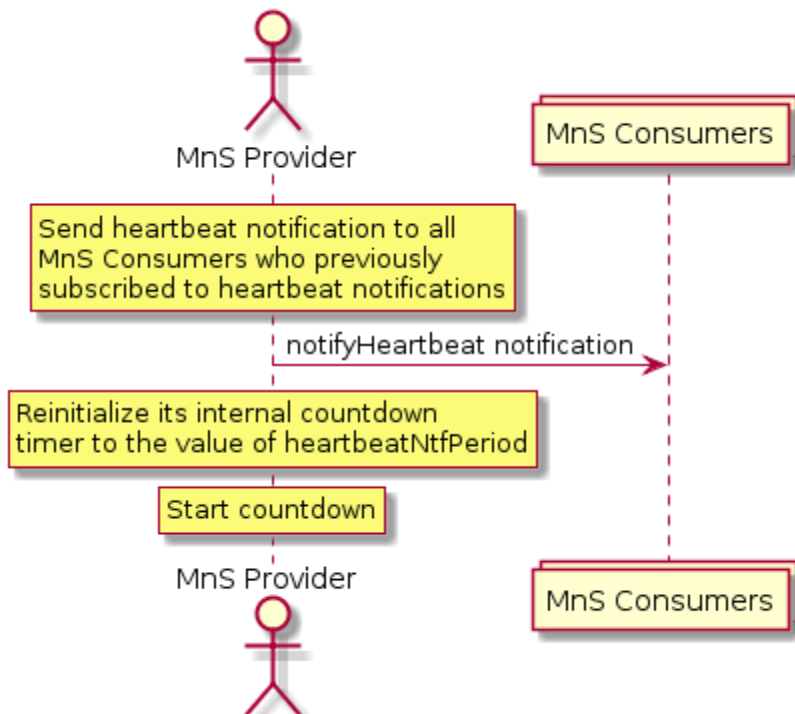 MnS Provider
MnS Consumers
Send heartbeat notification to all
MnS Consumers who previously
subscribed to heartbeat notifications
notifyHeartbeat notification
Reinitialize its internal countdown
timer to the value of heartbeatNtfPeriod
Start countdown
MnS Provider
MnS Consumers